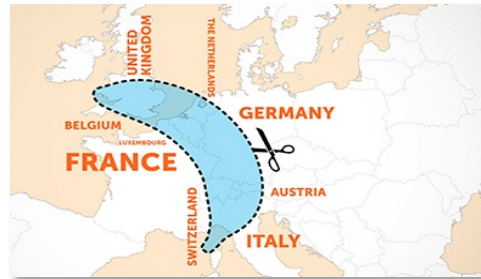 UNITED
KINGDOM
THE NETHERLANDS
GERMANY
BELGIUM
LUXEMBOURG
FRANCE
AUSTRIA
SWITZERLAND
ITALY